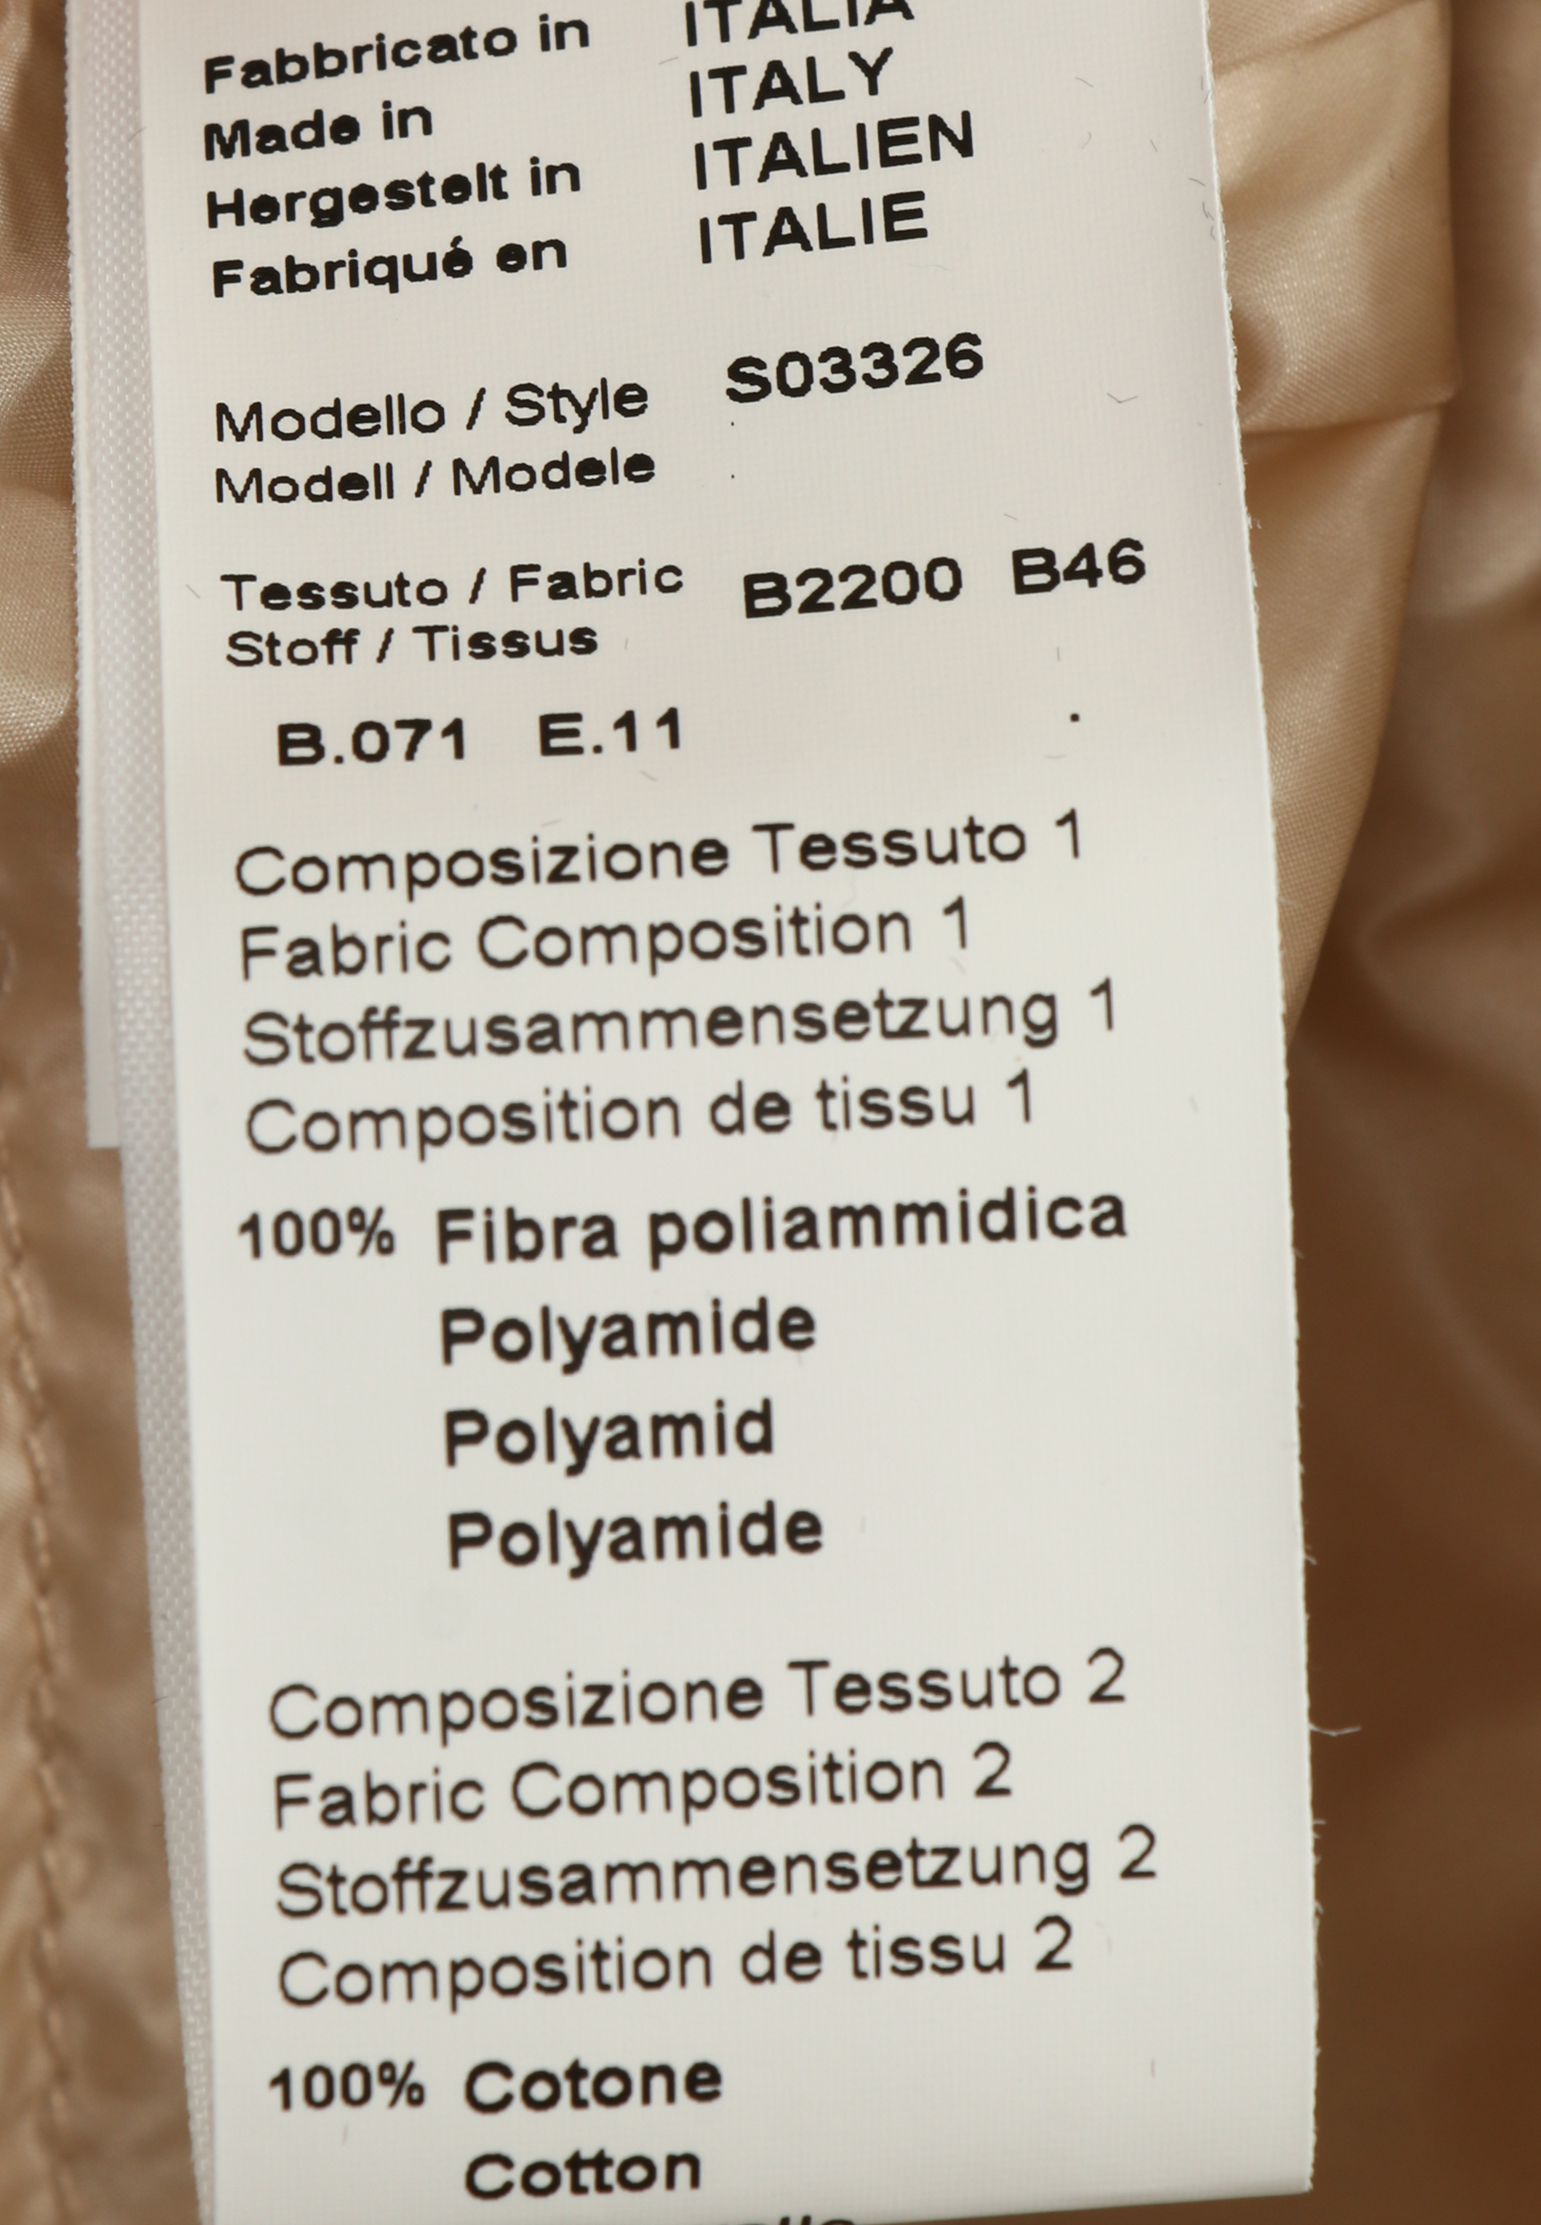 Fabbricato in ITALIA
Made in ITALY
Hergestelt in ITALIEN
Fabriqué en ITALIE
Modello / Style S03326
Modell / Modele
Tessuto / Fabric B2200 B46
Stoff / Tissus
B.071 E.11
Composizione Tessuto 1
Fabric Composition 1
Stoffzusammensetzung 1
Composition de tissu 1
100% Fibra poliammidica
Polyamide
Polyamid
Polyamide
Composizione Tessuto 2
Fabric Composition 2
Stoffzusammensetzung 2
Composition de tissu 2
100% Cotone
Cotton